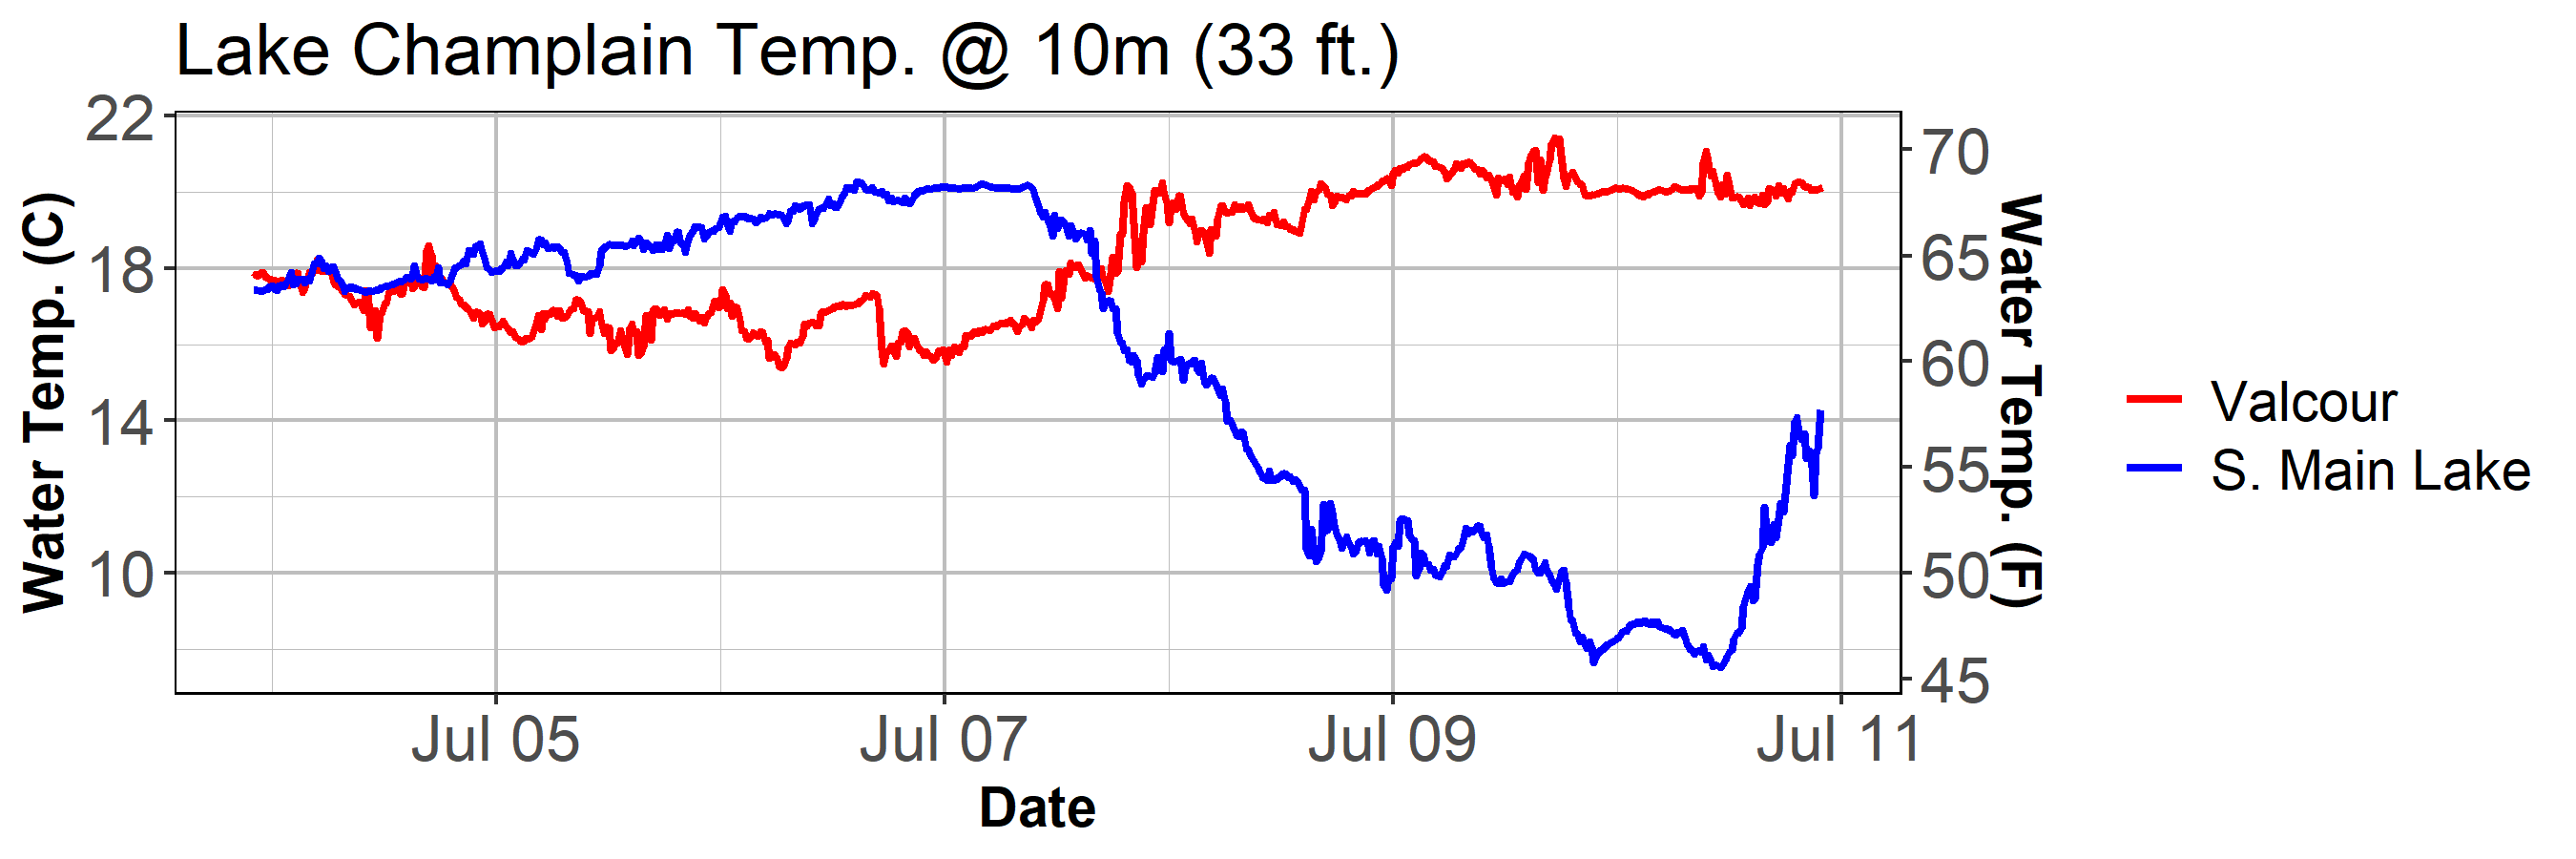 Lake Champlain Temp. @ 10m (33 ft.)
22
18
14
10
Water Temp. (C)
70
65
60
55
50
45
Water Temp. (F)
Jul 05
Jul 07
Jul 09
Jul 11
Date
Valcour
S. Main Lake